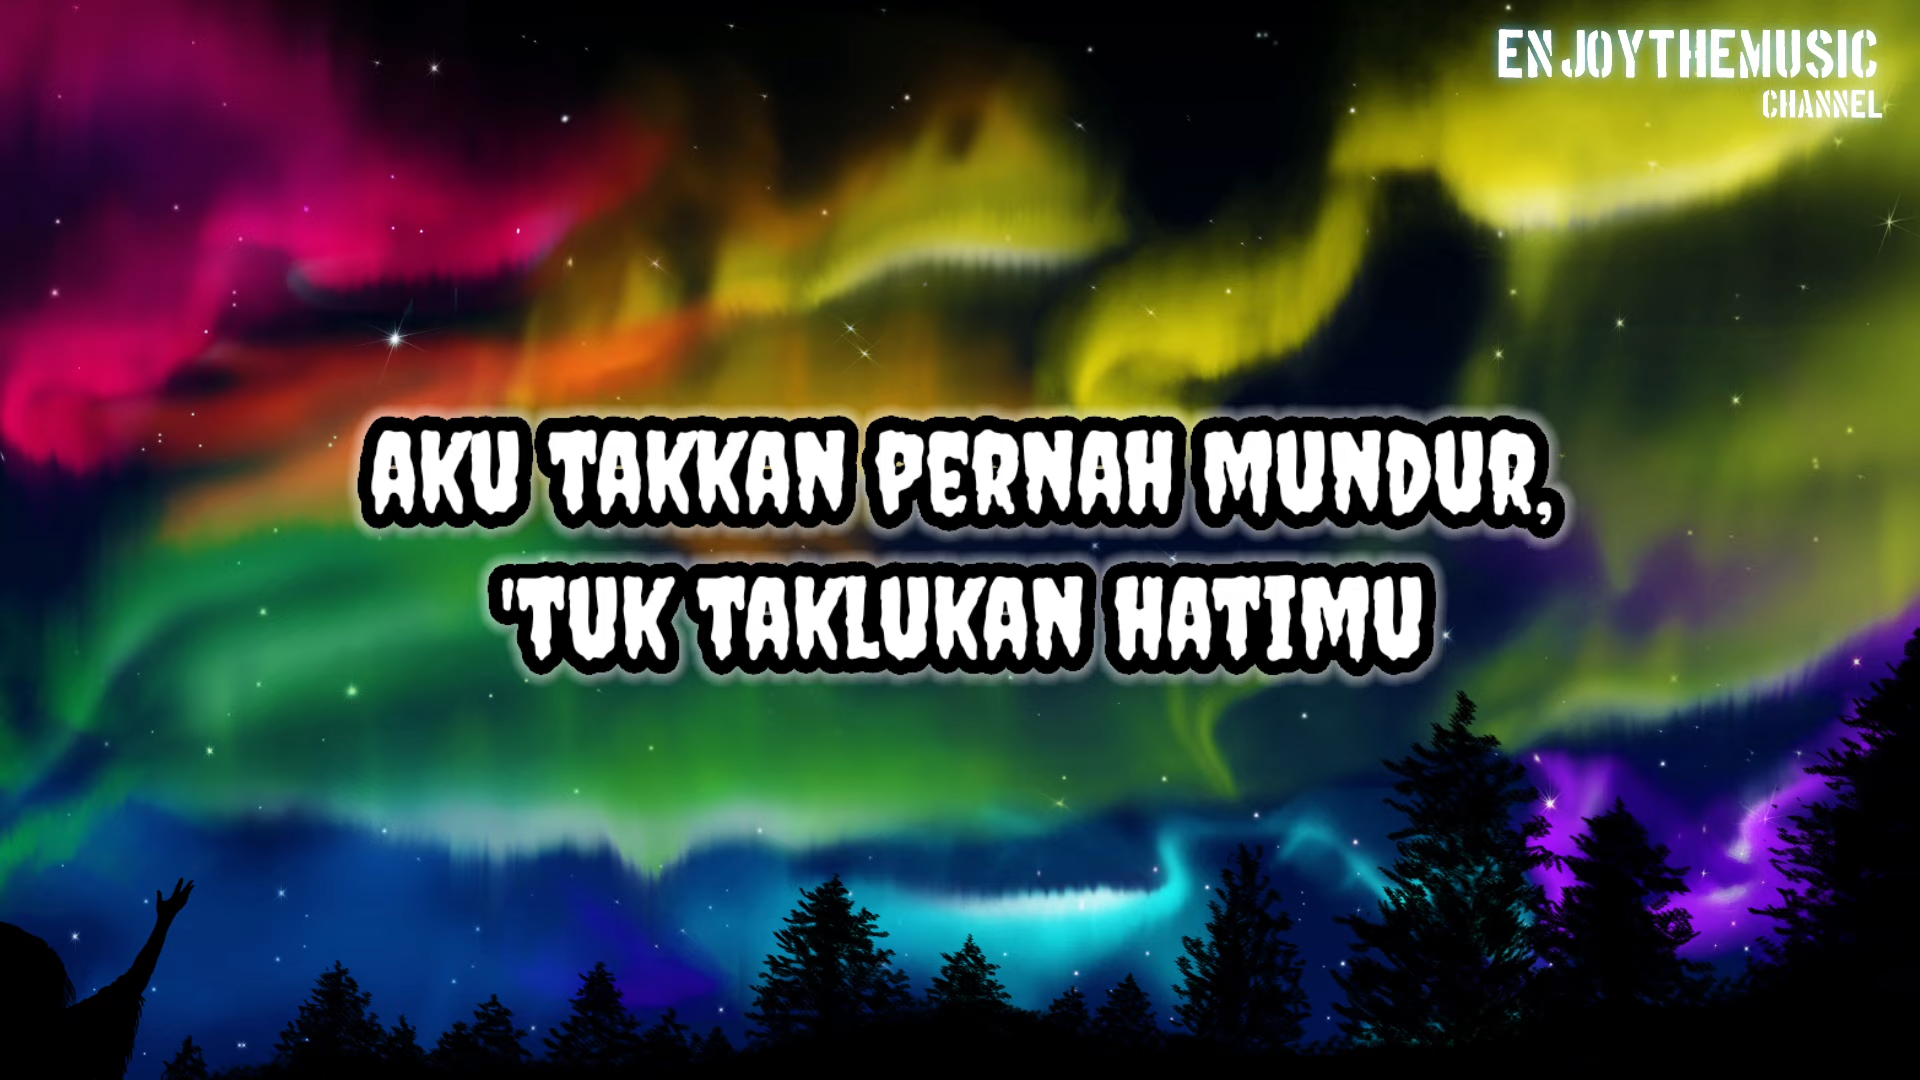 ENJOYTHEMUSIC
CHANNEL
AKU TAKKAN PERNAH MUNDUR,
'TUK TAKLUKAN HATIMU